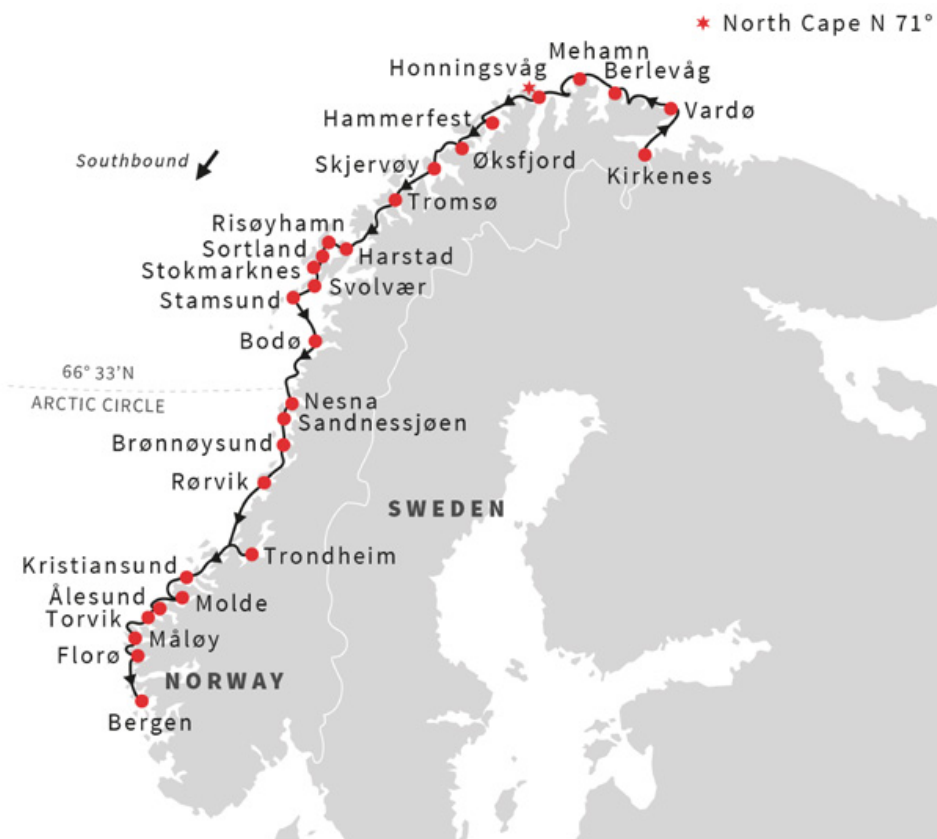 North Cape N 71°
Mehamn
Honningsvåg
Berlevåg
Hammerfest
Vardø
Southbound
Skjervøy
Øksfjord
Kirkenes
Tromsø
Risøyhamn
Sortland
Harstad
Stokmarknes
Svolvær
Stamsund
Bodø
66° 33'N
ARCTIC CIRCLE
Nesna
Sandnessjøen
Brønnøysund
Rørvik
SWEDEN
Trondheim
Kristiansund
Ålesund
Molde
Torvik
Måløy
Florø
NORWAY
Bergen